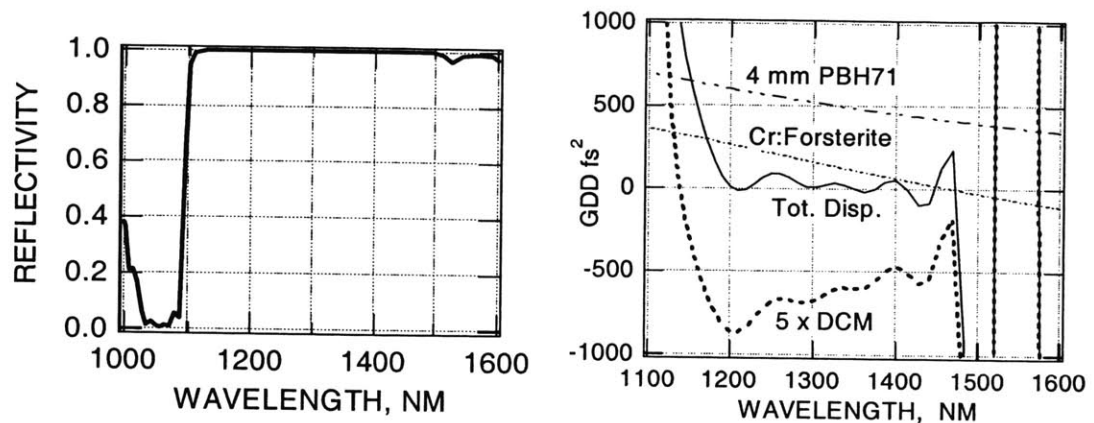 REFLECTIVITY
1.0
0.8
0.6
0.4
0.2
0.0
1000 1200 1400 1600
WAVELENGTH, NM
GDD fs²
1000
500
0
-500
-1000
4 mm PBH71
Cr:Forsterite
Tot. Disp.
5 x DCM
1100 1200 1300 1400 1500 1600
WAVELENGTH, NM